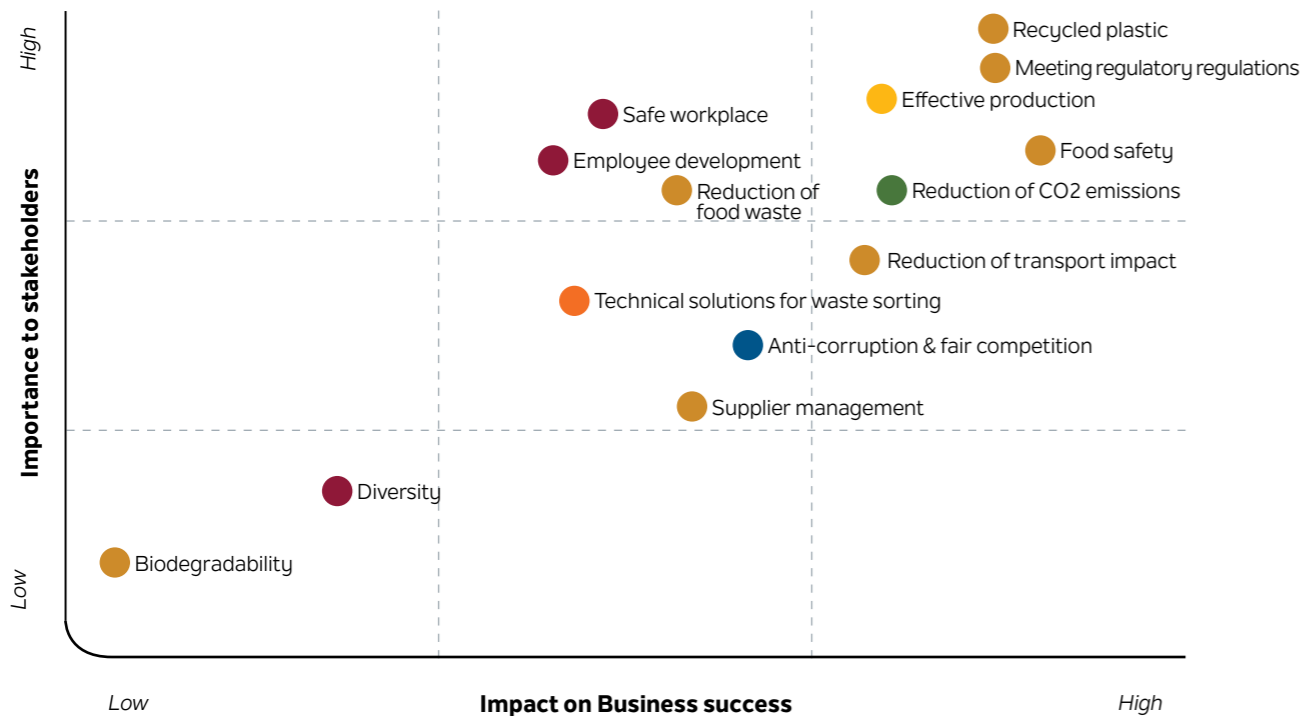 High
Recycled plastic
Meeting regulatory regulations
Effective production
Safe workplace
Food safety
Employee development
Reduction of
food waste
Reduction of CO2 emissions
Importance to stakeholders
Reduction of transport impact
Technical solutions for waste sorting
Anti-corruption & fair competition
Supplier management
Diversity
Biodegradability
Low
Low
Impact on Business success
High